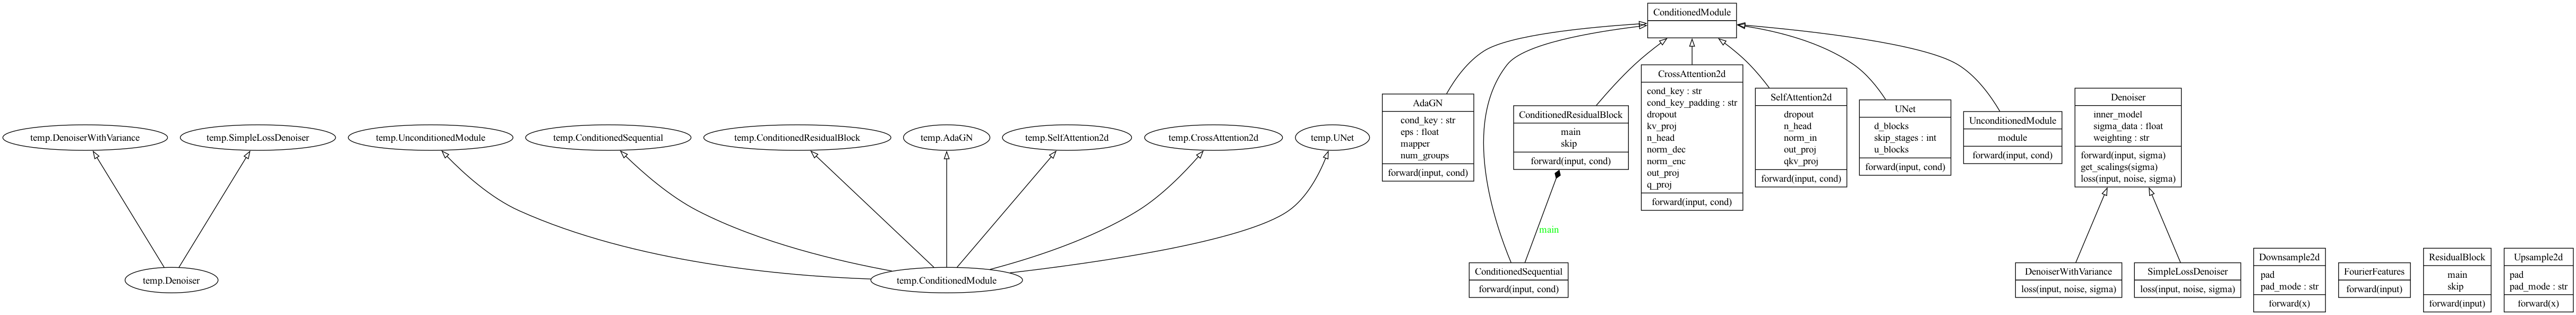 temp.DenoiserWithVariance
temp.SimpleLossDenoiser
temp.UnconditionedModule
temp.ConditionedSequential
temp.ConditionedResidualBlock
temp.AdaGN
temp.SelfAttention2d
temp.CrossAttention2d
temp.UNet
temp.Denoiser
temp.ConditionedModule
ConditionedModule
AdaGN
cond_key : str
eps : float
mapper
num_groups
forward(input, cond)
ConditionedResidualBlock
main
skip
forward(input, cond)
CrossAttention2d
cond_key : str
cond_key_padding : str
dropout
kv_proj
n_head
norm_dec
norm_enc
out_proj
q_proj
forward(input, cond)
SelfAttention2d
dropout
n_head
norm_in
out_proj
qkv_proj
forward(input, cond)
UNet
d_blocks
skip_stages : int
u_blocks
forward(input, cond)
UnconditionedModule
module
forward(input, cond)
Denoiser
inner_model
sigma_data : float
weighting : str
forward(input, sigma)
get_scalings(sigma)
loss(input, noise, sigma)
main
ConditionedSequential
forward(input, cond)
DenoiserWithVariance
loss(input, noise, sigma)
SimpleLossDenoiser
loss(input, noise, sigma)
Downsample2d
pad
pad_mode : str
forward(x)
FourierFeatures
forward(input)
ResidualBlock
main
skip
forward(input)
Upsample2d
pad
pad_mode : str
forward(x)